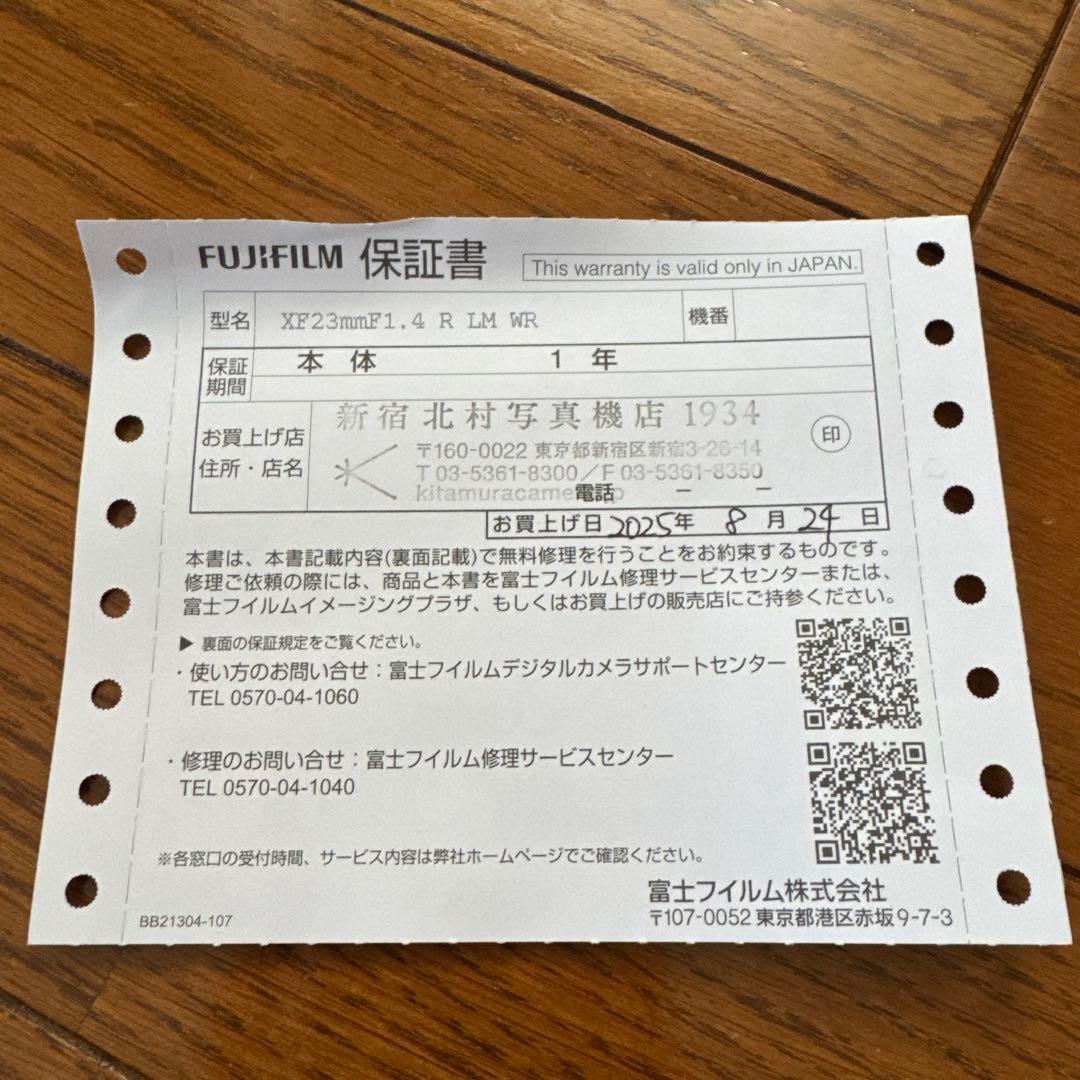 FUJIFILM 保証書 This warranty is valid only in JAPAN.
型名 XF23mmF1.4 R LM WR 機番
保証期間 本体 1年
お買上げ店 住所・店名
新宿 北村写真機店 1934
〒160-0022 東京都新宿区新宿3-26-14
T 03-5361-8300/F 03-5361-8350
電話 － －
印
お買上げ日 2025年 8月 24日
本書は、本書記載内容(裏面記載)で無料修理を行うことをお約束するものです。
修理ご依頼の際には、商品と本書を富士フイルム修理サービスセンターまたは、
富士フイルムイメージングプラザ、もしくはお買上げの販売店にご持参ください。
▶ 裏面の保証規定をご覧ください。
・使い方のお問い合せ：富士フイルムデジタルカメラサポートセンター
TEL 0570-04-1060
・修理のお問い合せ：富士フイルム修理サービスセンター
TEL 0570-04-1040
※各窓口の受付時間、サービス内容は弊社ホームページでご確認ください。
富士フイルム株式会社
〒107-0052 東京都港区赤坂9-7-3
BB21304-107